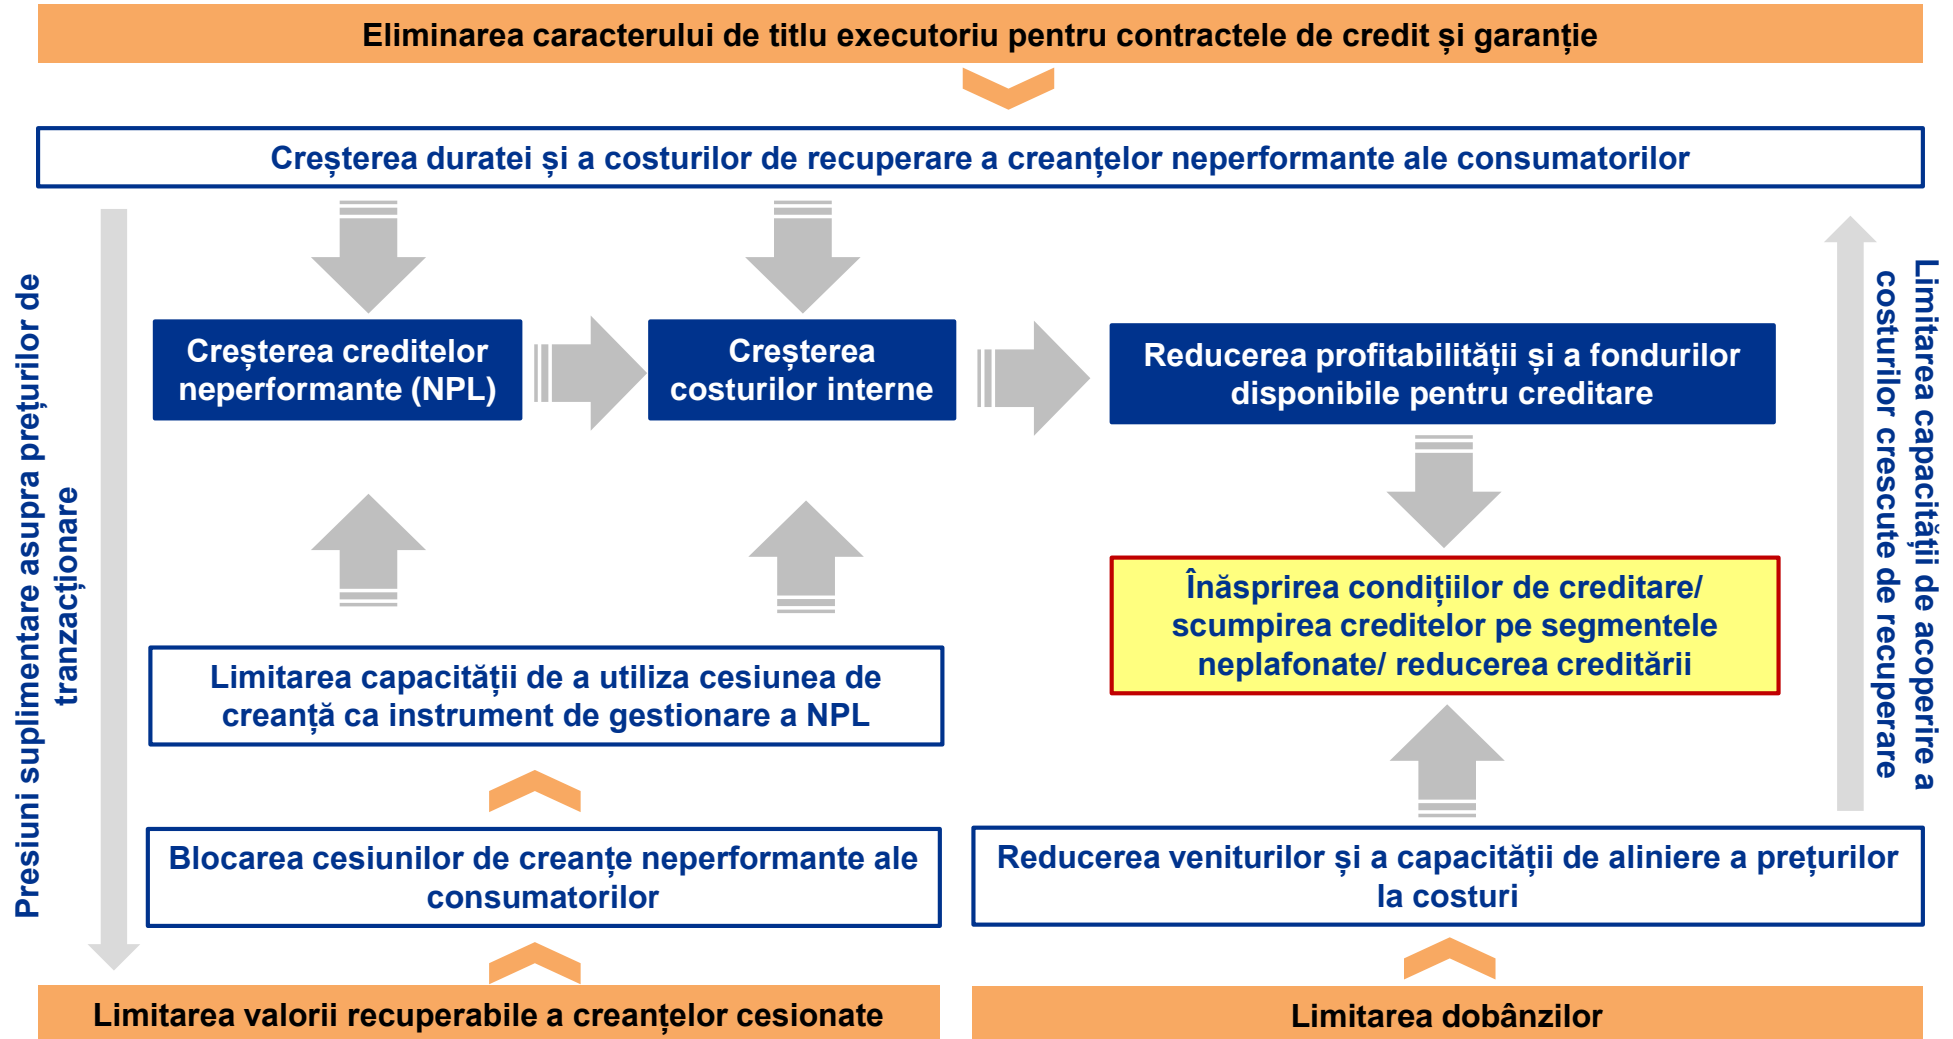 Eliminarea caracterului de titlu executoriu pentru contractele de credit și garanție
Creșterea duratei și a costurilor de recuperare a creanțelor neperformante ale consumatorilor
Presiuni suplimentare asupra prețurilor de
tranzacționare
Creșterea creditelor
neperformante (NPL)
Creșterea
costurilor interne
Reducerea profitabilității și a fondurilor
disponibile pentru creditare
Limitarea capacității de acoperire a
costurilor crescute de recuperare
Înăsprirea condițiilor de creditare/
scumpirea creditelor pe segmentele
neplafonate/ reducerea creditării
Limitarea capacității de a utiliza cesiunea de
creanță ca instrument de gestionare a NPL
Blocarea cesiunilor de creanțe neperformante ale
consumatorilor
Reducerea veniturilor și a capacității de aliniere a prețurilor
la costuri
Limitarea valorii recuperabile a creanțelor cesionate
Limitarea dobânzilor